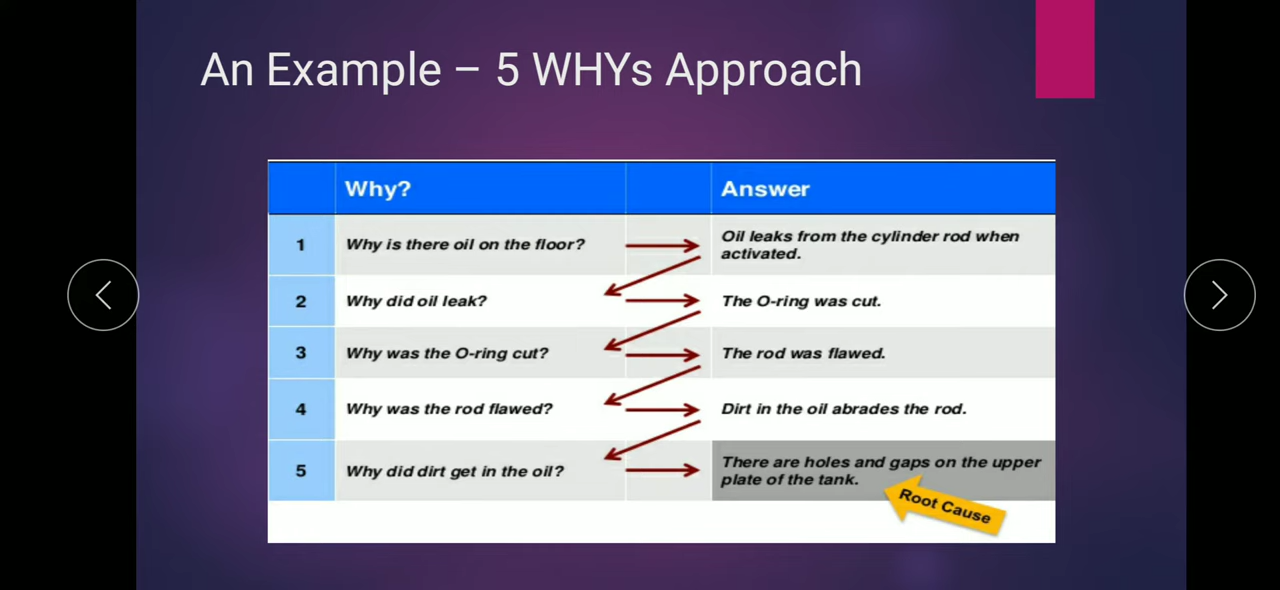 An Example – 5 WHYs Approach
Why?
Answer
1
Why is there oil on the floor?
Oil leaks from the cylinder rod when
activated.
2
Why did oil leak?
The O-ring was cut.
3
Why was the O-ring cut?
The rod was flawed.
4
Why was the rod flawed?
Dirt in the oil abrades the rod.
5
Why did dirt get in the oil?
There are holes and gaps on the upper
plate of the tank.
Root Cause